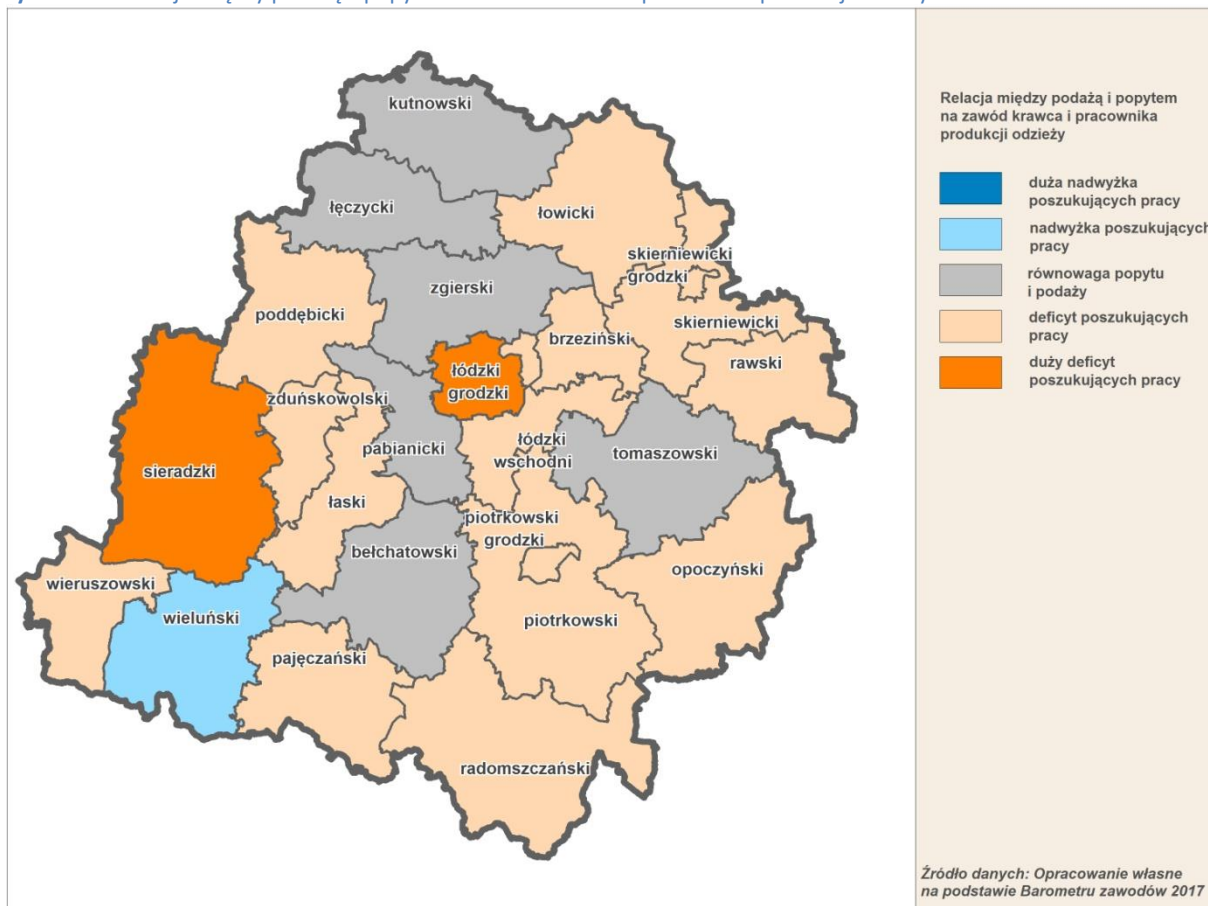 kutnowski
łęczycki
łowicki
skierniewicki
grodzki
zgierski
poddębicki
brzeziński
skierniewicki
rawski
łódzki
grodzki
zduńskowolski
pabianicki
łódzki
wschodni
tomaszowski
sieradzki
łaski
piotrkowski
grodzki
bełchatowski
opoczyński
wieruszowski
wieluński
piotrkowski
pajęczański
radomszczański
Relacja między podażą i popytem
na zawód krawca i pracownika
produkcji odzieży
duża nadwyżka
poszukujących pracy
nadwyżka poszukujących
pracy
równowaga popytu
i podaży
deficyt poszukujących
pracy
duży deficyt
poszukujących pracy
Źródło danych: Opracowanie własne
na podstawie Barometru zawodów 2017